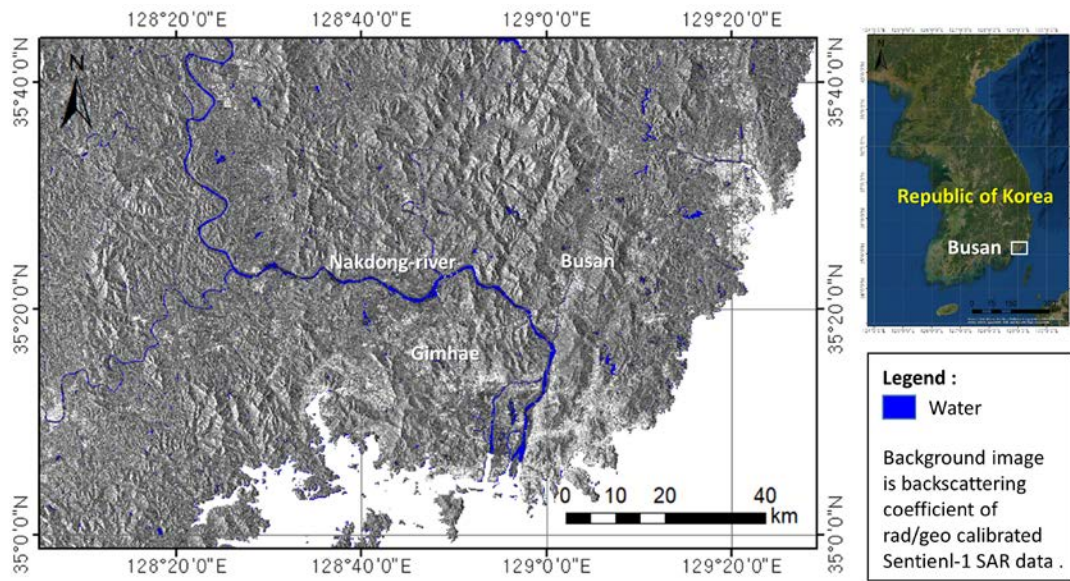 128°20'0"E
128°40'0"E
129°0'0"E
129°20'0"E
35°40'0"N
35°20'0"N
35°0'0"N
N
Nakdong-river
Busan
Gimhae
0 10 20 40
km
35°40'0"N
35°20'0"N
35°0'0"N
128°20'0"E
128°40'0"E
129°0'0"E
129°20'0"E
N
Republic of Korea
Busan
Legend :
Water
Background image
is backscattering
coefficient of
rad/geo calibrated
Sentienl-1 SAR data .